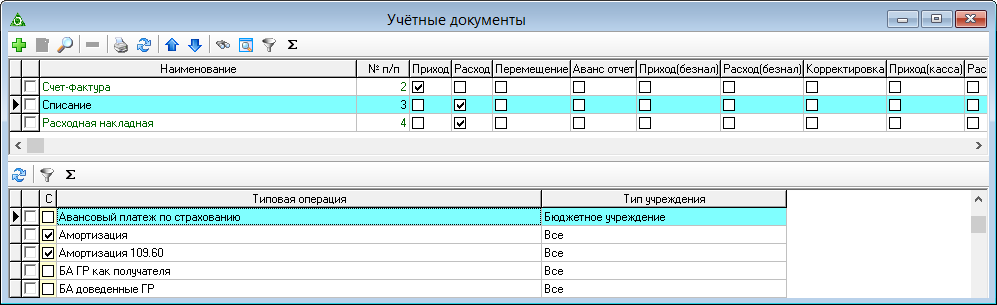 Учётные документы
Σ
Наименование № п/п Приход Расход Перемещение Аванс отчет Приход(безнал) Расход(безнал) Корректировка Приход(касса) Рас
Счет-фактура 2
Списание 3
Расходная накладная 4
Σ
С Типовая операция Тип учреждения
Авансовый платеж по страхованию Бюджетное учреждение
Амортизация Все
Амортизация 109.60 Все
БА ГР как получателя Все
БА доведенные ГР Все